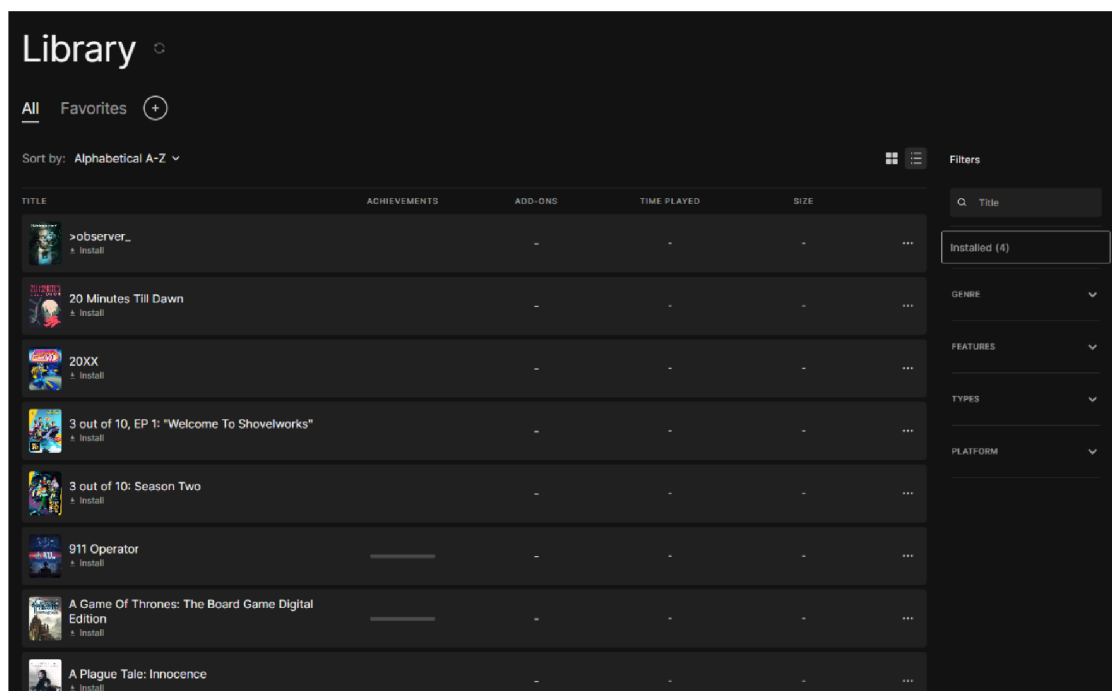 Library
All Favorites +
Sort by: Alphabetical A-Z
Filters
TITLE ACHIEVEMENTS ADD-ONS TIME PLAYED SIZE
Title
>observer_
Install
- - -
Installed (4)
20 Minutes Till Dawn
Install
- - -
GENRE
20XX
Install
- - -
FEATURES
3 out of 10, EP 1: "Welcome To Shovelworks"
Install
- - -
TYPES
3 out of 10: Season Two
Install
- - -
PLATFORM
911 Operator
Install
- - -
A Game Of Thrones: The Board Game Digital
Edition
Install
- - -
A Plague Tale: Innocence
Install
- - -